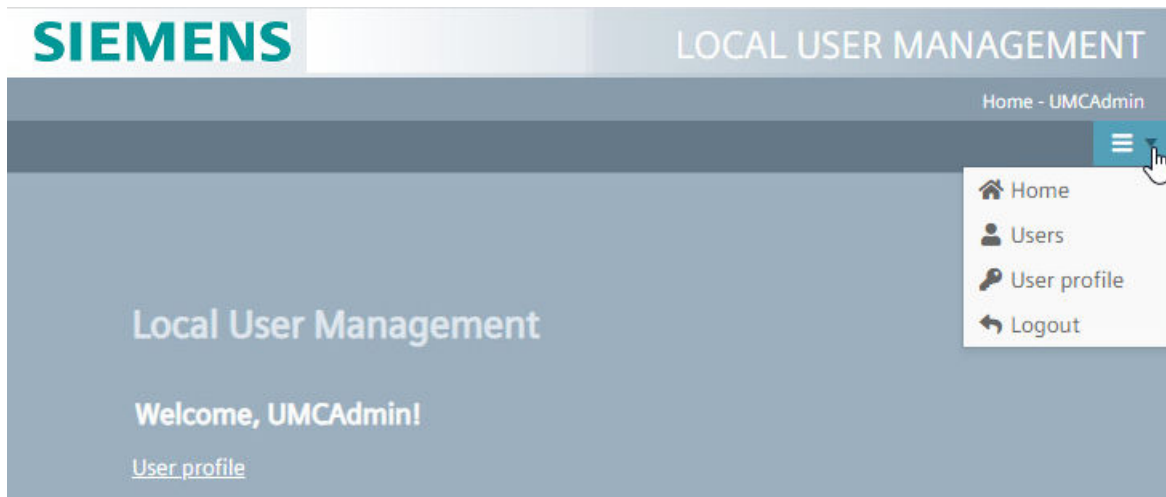 SIEMENS
LOCAL USER MANAGEMENT
Home - UMCAdmin
Home
Users
User profile
Logout
Local User Management
Welcome, UMCAdmin!
User profile